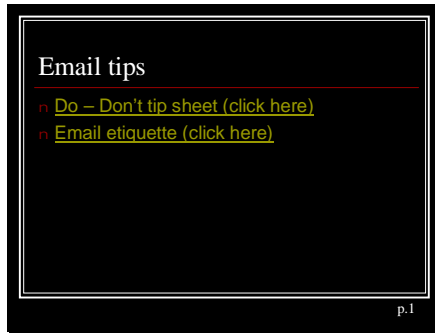 Email tips
n Do – Don't tip sheet (click here)
n Email etiquette (click here)
p.1